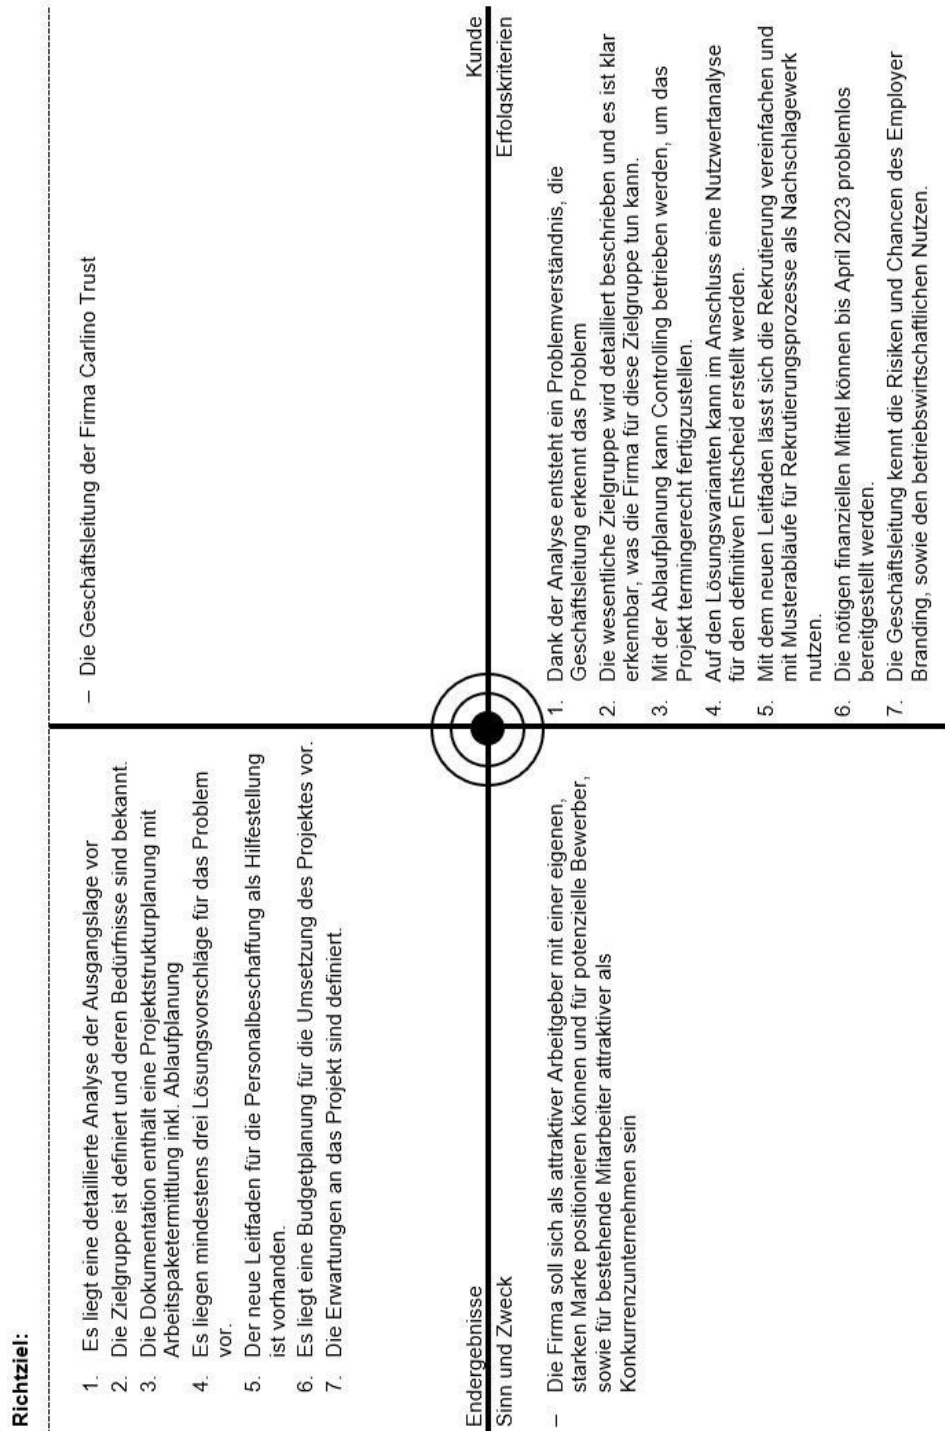 Richtziel:
1. Es liegt eine detaillierte Analyse der Ausgangslage vor
2. Die Zielgruppe ist definiert und deren Bedürfnisse sind bekannt.
3. Die Dokumentation enthält eine Projektstrukturplanung mit
Arbeitspaketermittlung inkl. Ablaufplanung
4. Es liegen mindestens drei Lösungsvorschläge für das Problem
vor.
5. Der neue Leitfaden für die Personalbeschaffung als Hilfestellung
ist vorhanden.
6. Es liegt eine Budgetplanung für die Umsetzung des Projektes vor.
7. Die Erwartungen an das Projekt sind definiert.
Endergebnisse
– Die Geschäftsleitung der Firma Carlino Trust
Kunde
Sinn und Zweck
– Die Firma soll sich als attraktiver Arbeitgeber mit einer eigenen,
starken Marke positionieren können und für potenzielle Bewerber,
sowie für bestehende Mitarbeiter attraktiver als
Konkurrenzunternehmen sein
Erfolgskriterien
1. Dank der Analyse entsteht ein Problemverständnis, die
Geschäftsleitung erkennt das Problem
2. Die wesentliche Zielgruppe wird detailliert beschrieben und es ist klar
erkennbar, was die Firma für diese Zielgruppe tun kann.
3. Mit der Ablaufplanung kann Controlling betrieben werden, um das
Projekt termingerecht fertigzustellen.
4. Auf den Lösungsvarianten kann im Anschluss eine Nutzwertanalyse
für den definitiven Entscheid erstellt werden.
5. Mit dem neuen Leitfaden lässt sich die Rekrutierung vereinfachen und
mit Musterabläufe für Rekrutierungsprozesse als Nachschlagewerk
nutzen.
6. Die nötigen finanziellen Mittel können bis April 2023 problemlos
bereitgestellt werden.
7. Die Geschäftsleitung kennt die Risiken und Chancen des Employer
Branding, sowie den betriebswirtschaftlichen Nutzen.